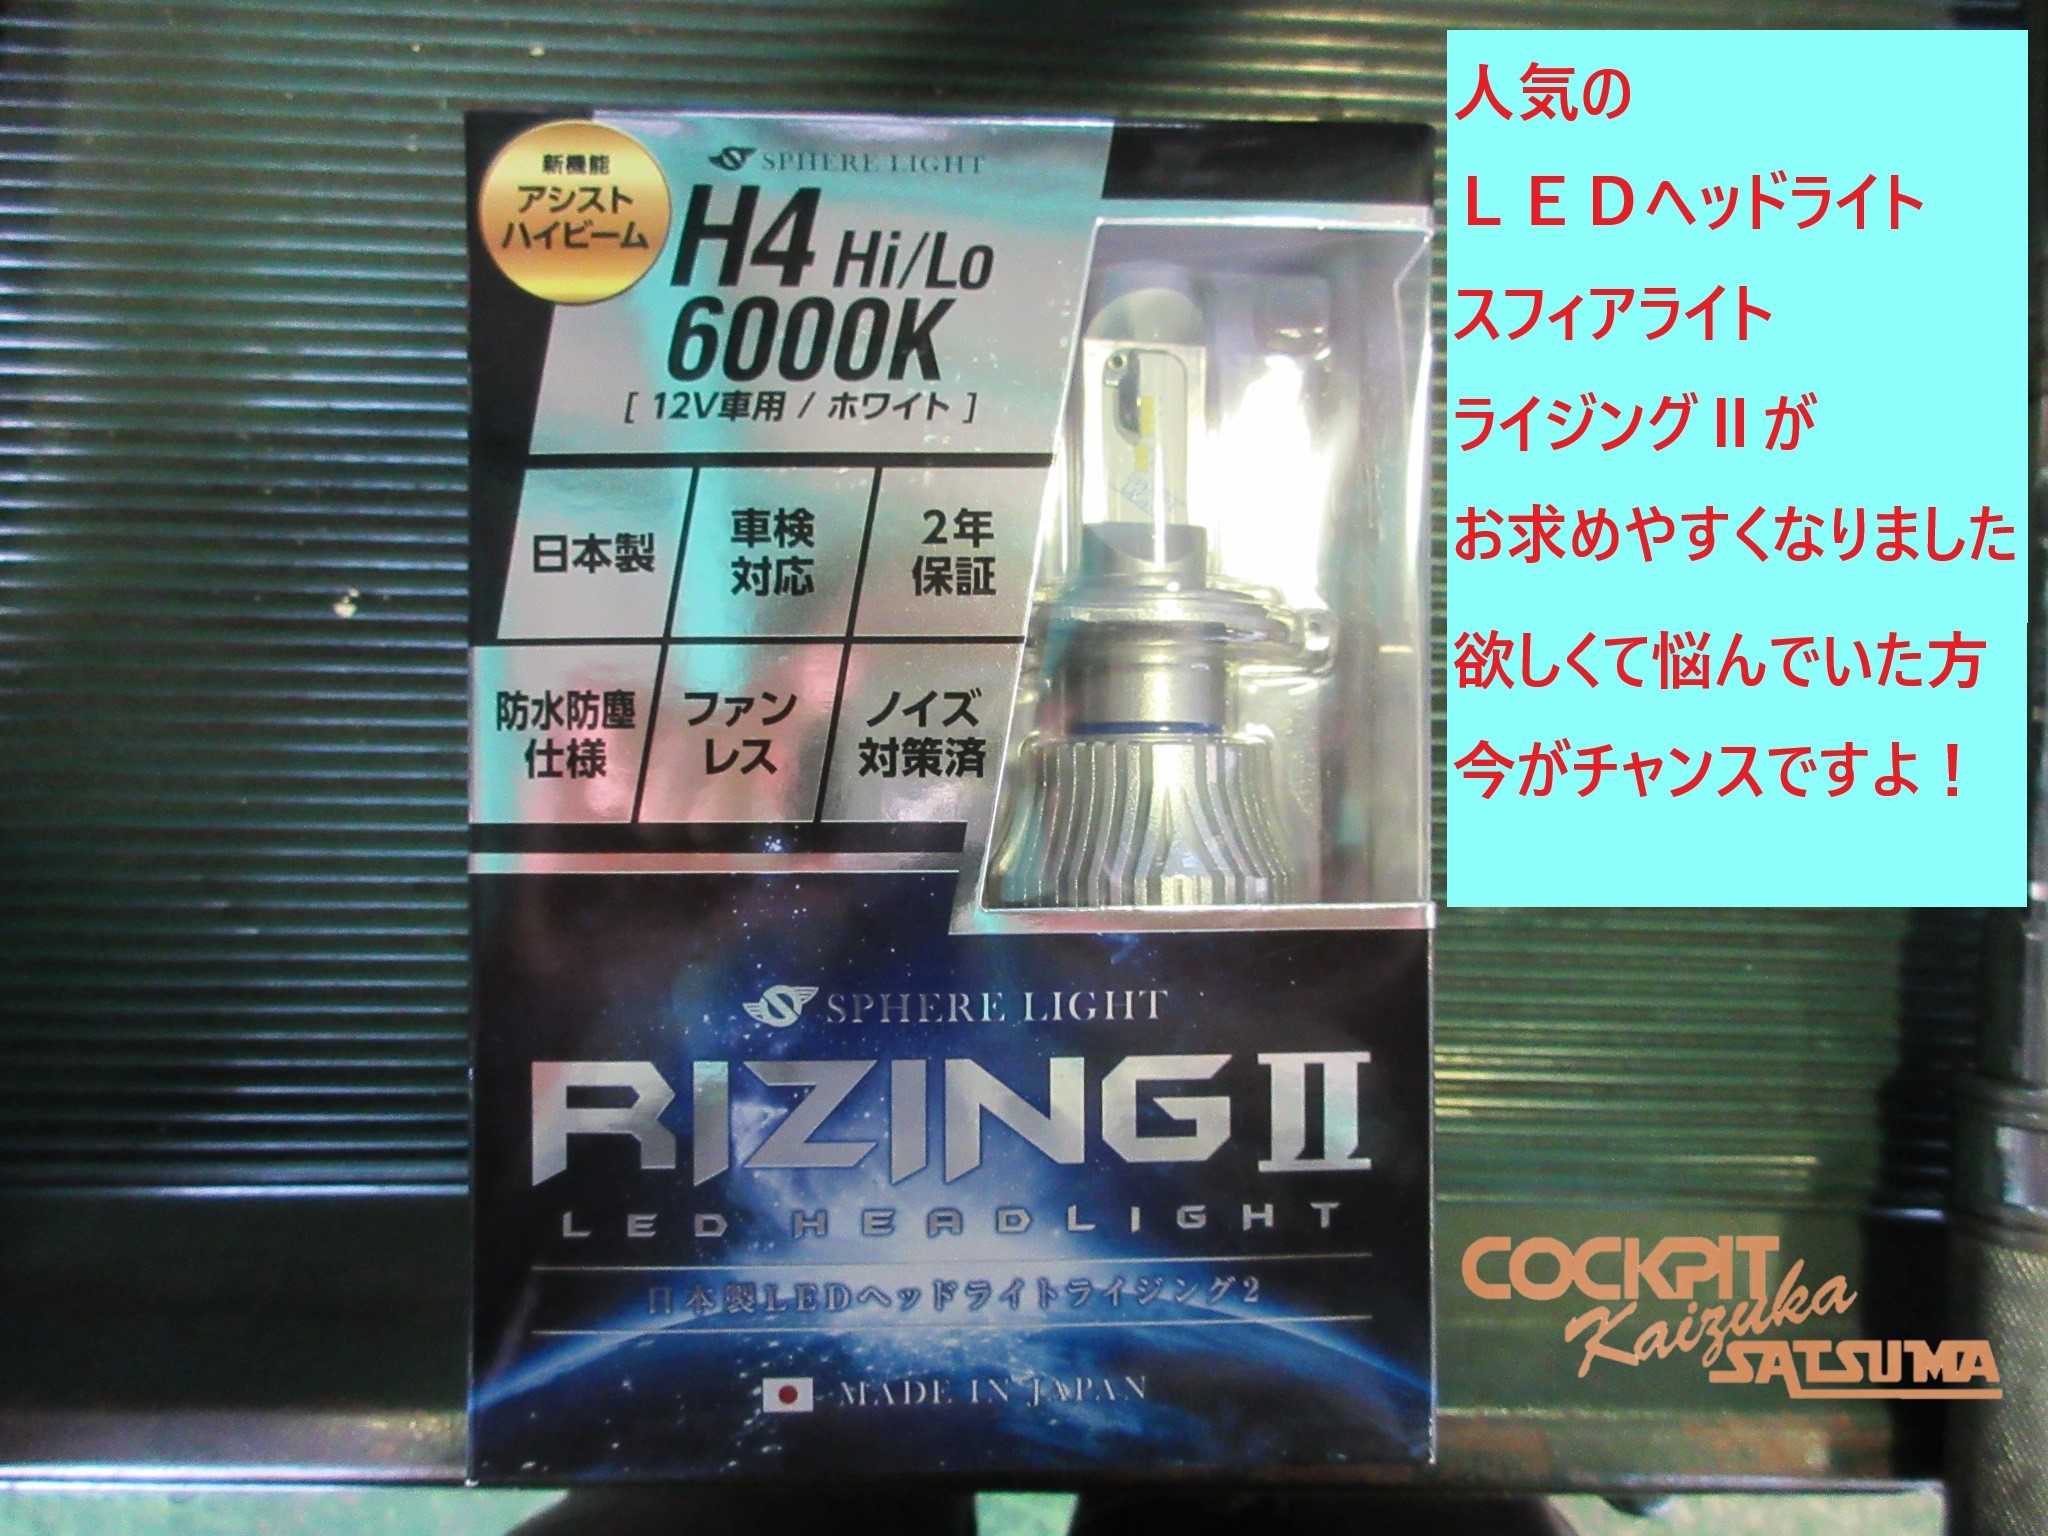 新機能
アシスト
ハイビーム
SPHERE LIGHT
H4 Hi/Lo
6000K
[ 12V車用 / ホワイト ]
日本製
車検
対応
2年
保証
防水防塵
仕様
ファン
レス
ノイズ
対策済
SPHERE LIGHT
RIZING II
LED HEADLIGHT
日本製LEDヘッドライトライジング2
MADE IN JAPAN
人気の
ＬＥＤヘッドライト
スフィアライト
ライジングⅡが
お求めやすくなりました
欲しくて悩んでいた方
今がチャンスですよ！
COCKPIT
Kaizuka
SATSUMA